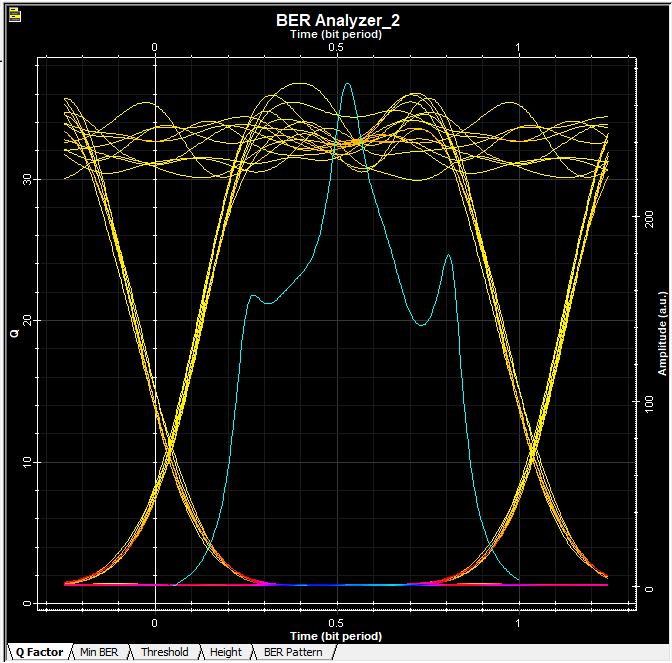 BER Analyzer_2
Time (bit period)
0 0.5 1
30
20
10
0
Q
200
100
0
Amplitude (a.u.)
0 0.5 1
Time (bit period)
Q Factor Min BER Threshold Height BER Pattern